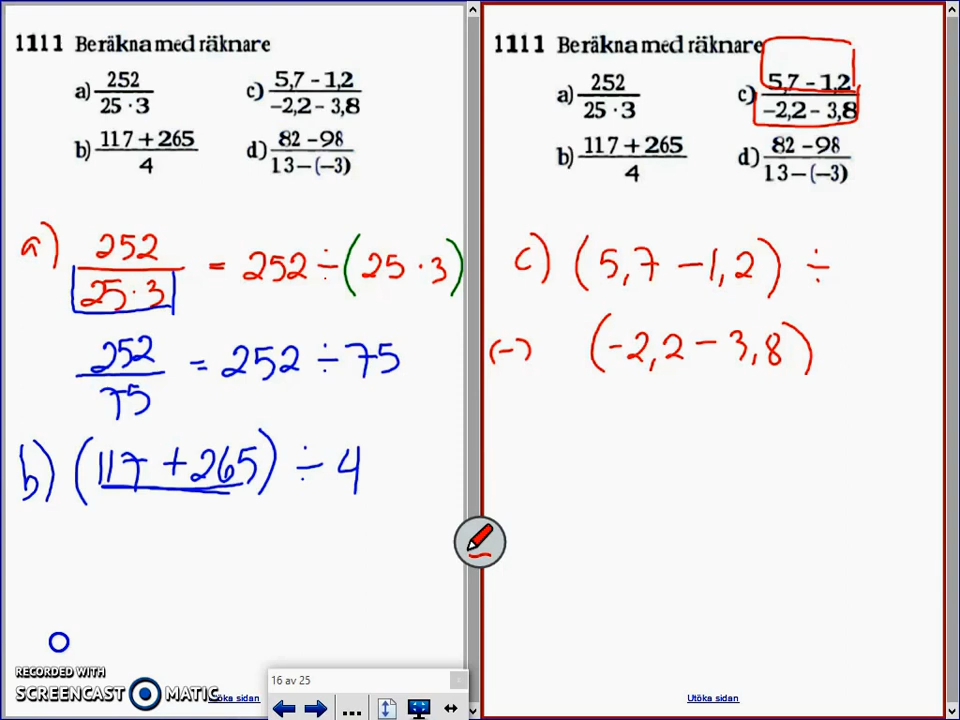 1111 Beräkna med räknare
a) 252 / 25 · 3
c) 5,7 – 1,2 / –2,2 – 3,8
b) 117 + 265 / 4
d) 82 – 98 / 13 – (–3)
a) 252 / 25 · 3 = 252 ÷ (25 · 3)
252 / 75 = 252 ÷ 75
b) (117 + 265) ÷ 4
RECORDED WITH
SCREENCAST MATIC
Utöka sidan
16 av 25
1111 Beräkna med räknare
a) 252 / 25 · 3
c) 5,7 – 1,2 / –2,2 – 3,8
b) 117 + 265 / 4
d) 82 – 98 / 13 – (–3)
c) (5,7 – 1,2) ÷
(–) (–2,2 – 3,8)
Utöka sidan